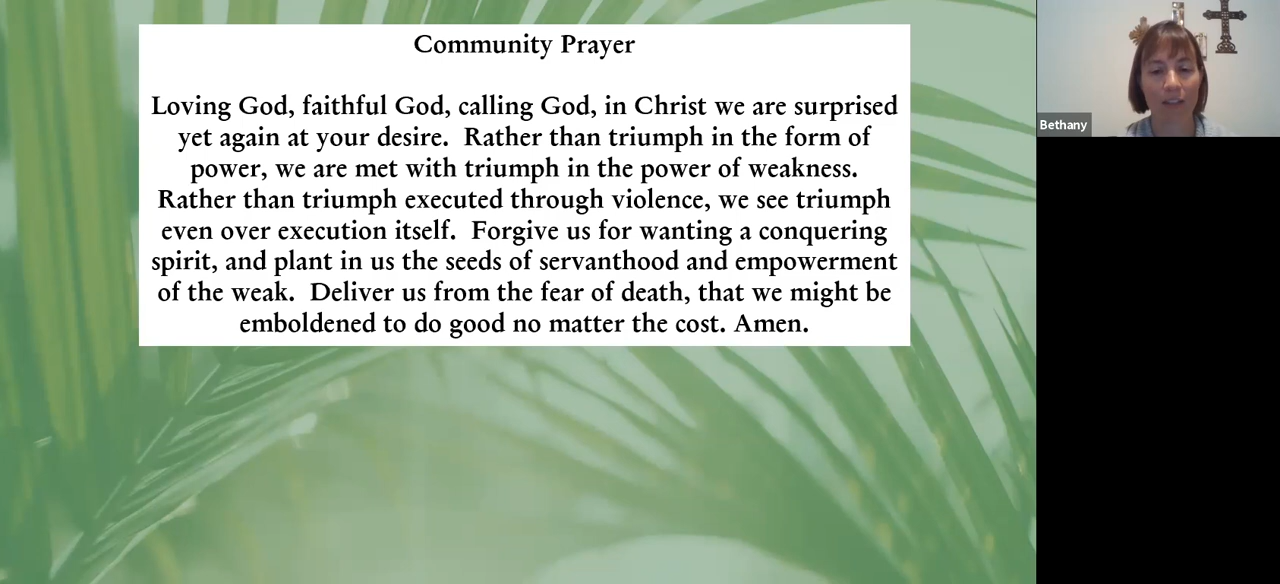 Community Prayer
Loving God, faithful God, calling God, in Christ we are surprised
yet again at your desire.  Rather than triumph in the form of
power, we are met with triumph in the power of weakness.
Rather than triumph executed through violence, we see triumph
even over execution itself.  Forgive us for wanting a conquering
spirit, and plant in us the seeds of servanthood and empowerment
of the weak.  Deliver us from the fear of death, that we might be
emboldened to do good no matter the cost. Amen.
Bethany